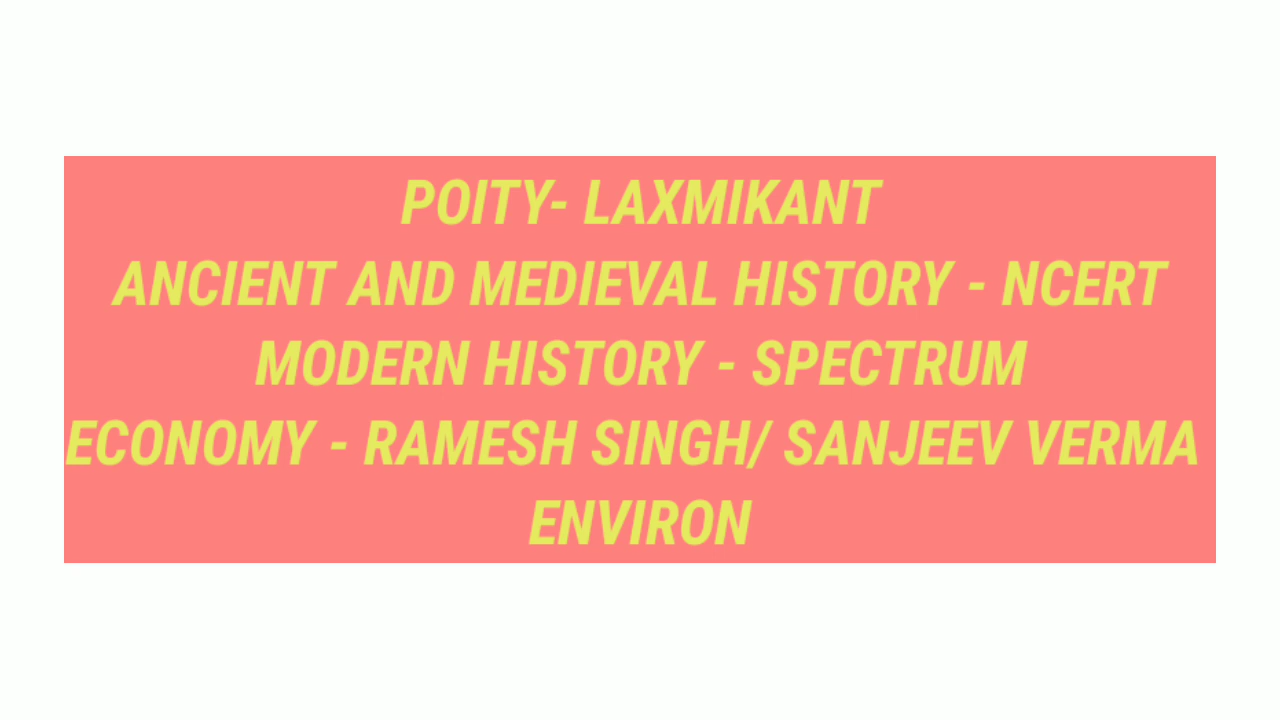 POITY- LAXMIKANT
ANCIENT AND MEDIEVAL HISTORY - NCERT
MODERN HISTORY - SPECTRUM
ECONOMY - RAMESH SINGH/ SANJEEV VERMA
ENVIRON